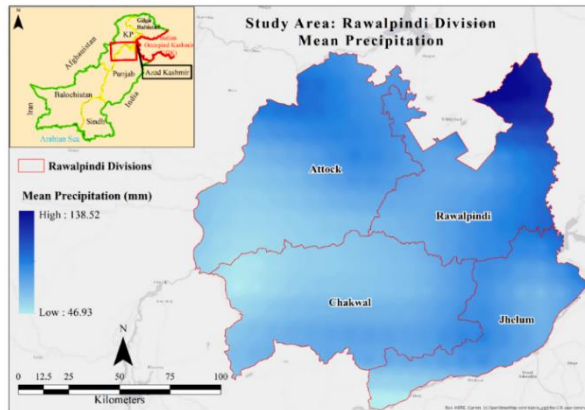 Study Area: Rawalpindi Division
Mean Precipitation
N
Gilgit
Baltistan
KP
Indian
Occupied Kashmir
Afghanistan
Azad Kashmir
Punjab
Iran
Balochistan
India
Sindh
Arabian Sea
Rawalpindi Divisions
Mean Precipitation (mm)
High : 138.52
Low : 46.93
Attock
Rawalpindi
Chakwal
Jhelum
N
0 12.5 25 50 75 100
Kilometers